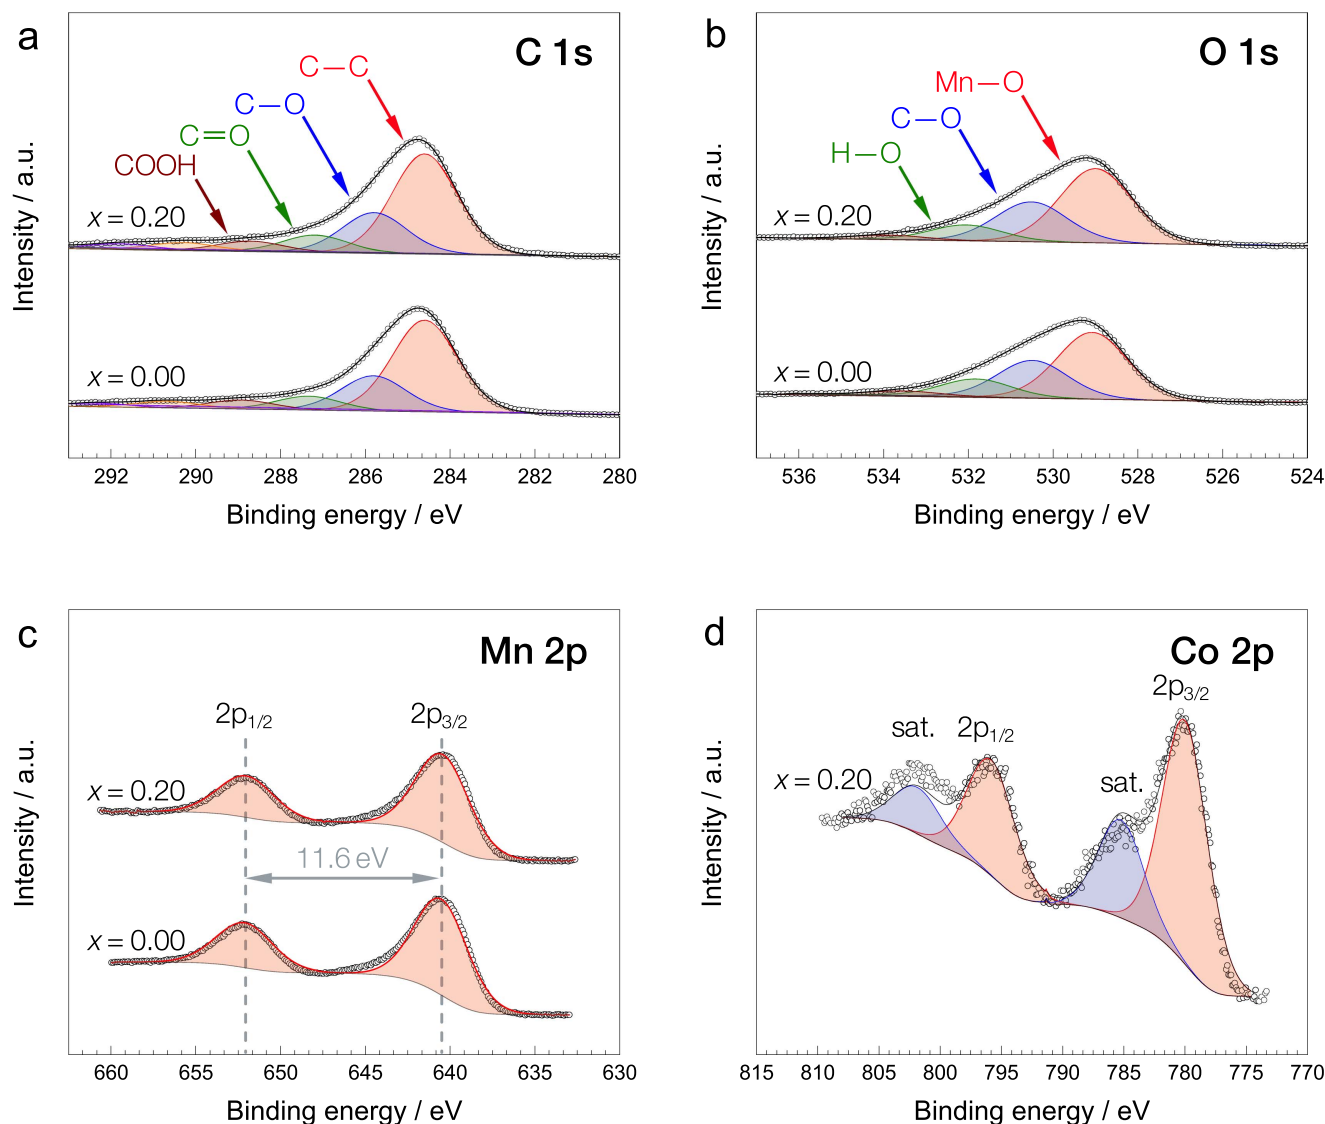 a
C 1s
C—C
C—O
C=O
COOH
x = 0.20
x = 0.00
Intensity / a.u.
292 290 288 286 284 282 280
Binding energy / eV
b
O 1s
Mn—O
C—O
H—O
x = 0.20
x = 0.00
Intensity / a.u.
536 534 532 530 528 526 524
Binding energy / eV
c
Mn 2p
2p1/2 2p3/2
x = 0.20
11.6 eV
x = 0.00
Intensity / a.u.
660 655 650 645 640 635 630
Binding energy / eV
d
Co 2p
2p3/2
sat. 2p1/2
x = 0.20
sat.
Intensity / a.u.
815 810 805 800 795 790 785 780 775 770
Binding energy / eV